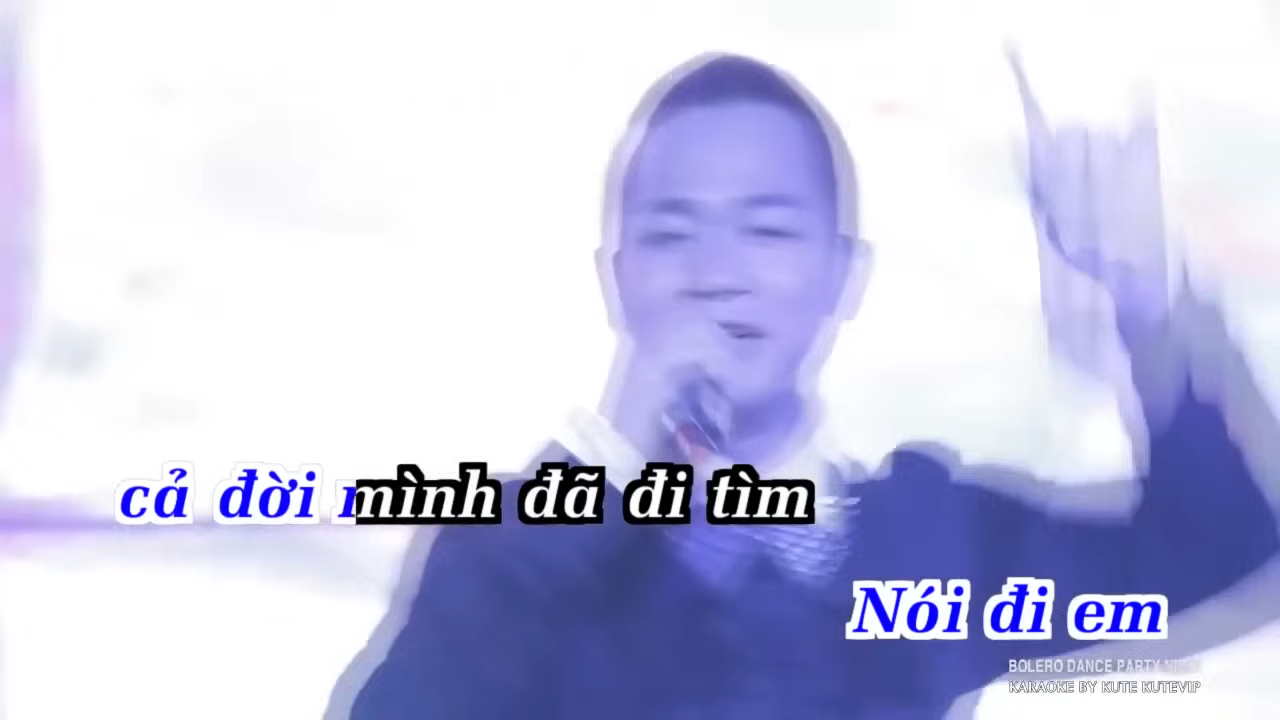 cả đời mình đã đi tìm
Nói đi em
BOLERO DANCE PARTY
KARAOKE BY KUTE KUTEVIP